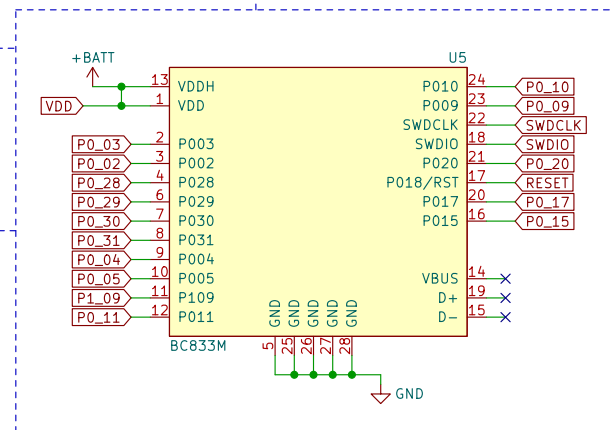 +BATT
U5
13 VDDH
VDD 1 VDD
P0_03 2 P003
P0_02 3 P002
P0_28 4 P028
P0_29 6 P029
P0_30 7 P030
P0_31 8 P031
P0_04 9 P004
P0_05 10 P005
P1_09 11 P109
P0_11 12 P011
P010 24 P0_10
P009 23 P0_09
SWDCLK 22 SWDCLK
SWDIO 18 SWDIO
P020 21 P0_20
P018/RST 17 RESET
P017 20 P0_17
P015 16 P0_15
VBUS 14
D+ 19
D- 15
GND GND GND GND GND
5 25 26 27 28
BC833M
GND